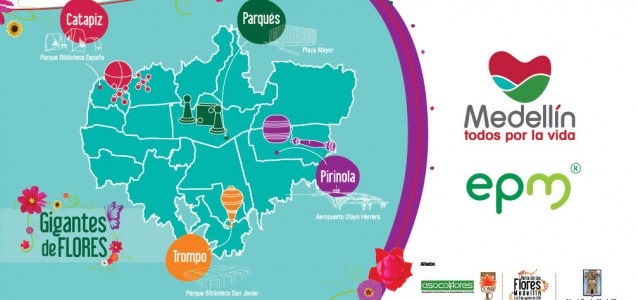 Catapiz
Parque Biblioteca España
Parqués
Plaza Mayor
Pirinola
Aeropuerto Olaya Herrera
Gigantes
de FLORES
Trompo
Parque Biblioteca San Javier
Medellín
todos por la vida
epm®
Aliados
asocolflores
feria de las
Flores
Medellín